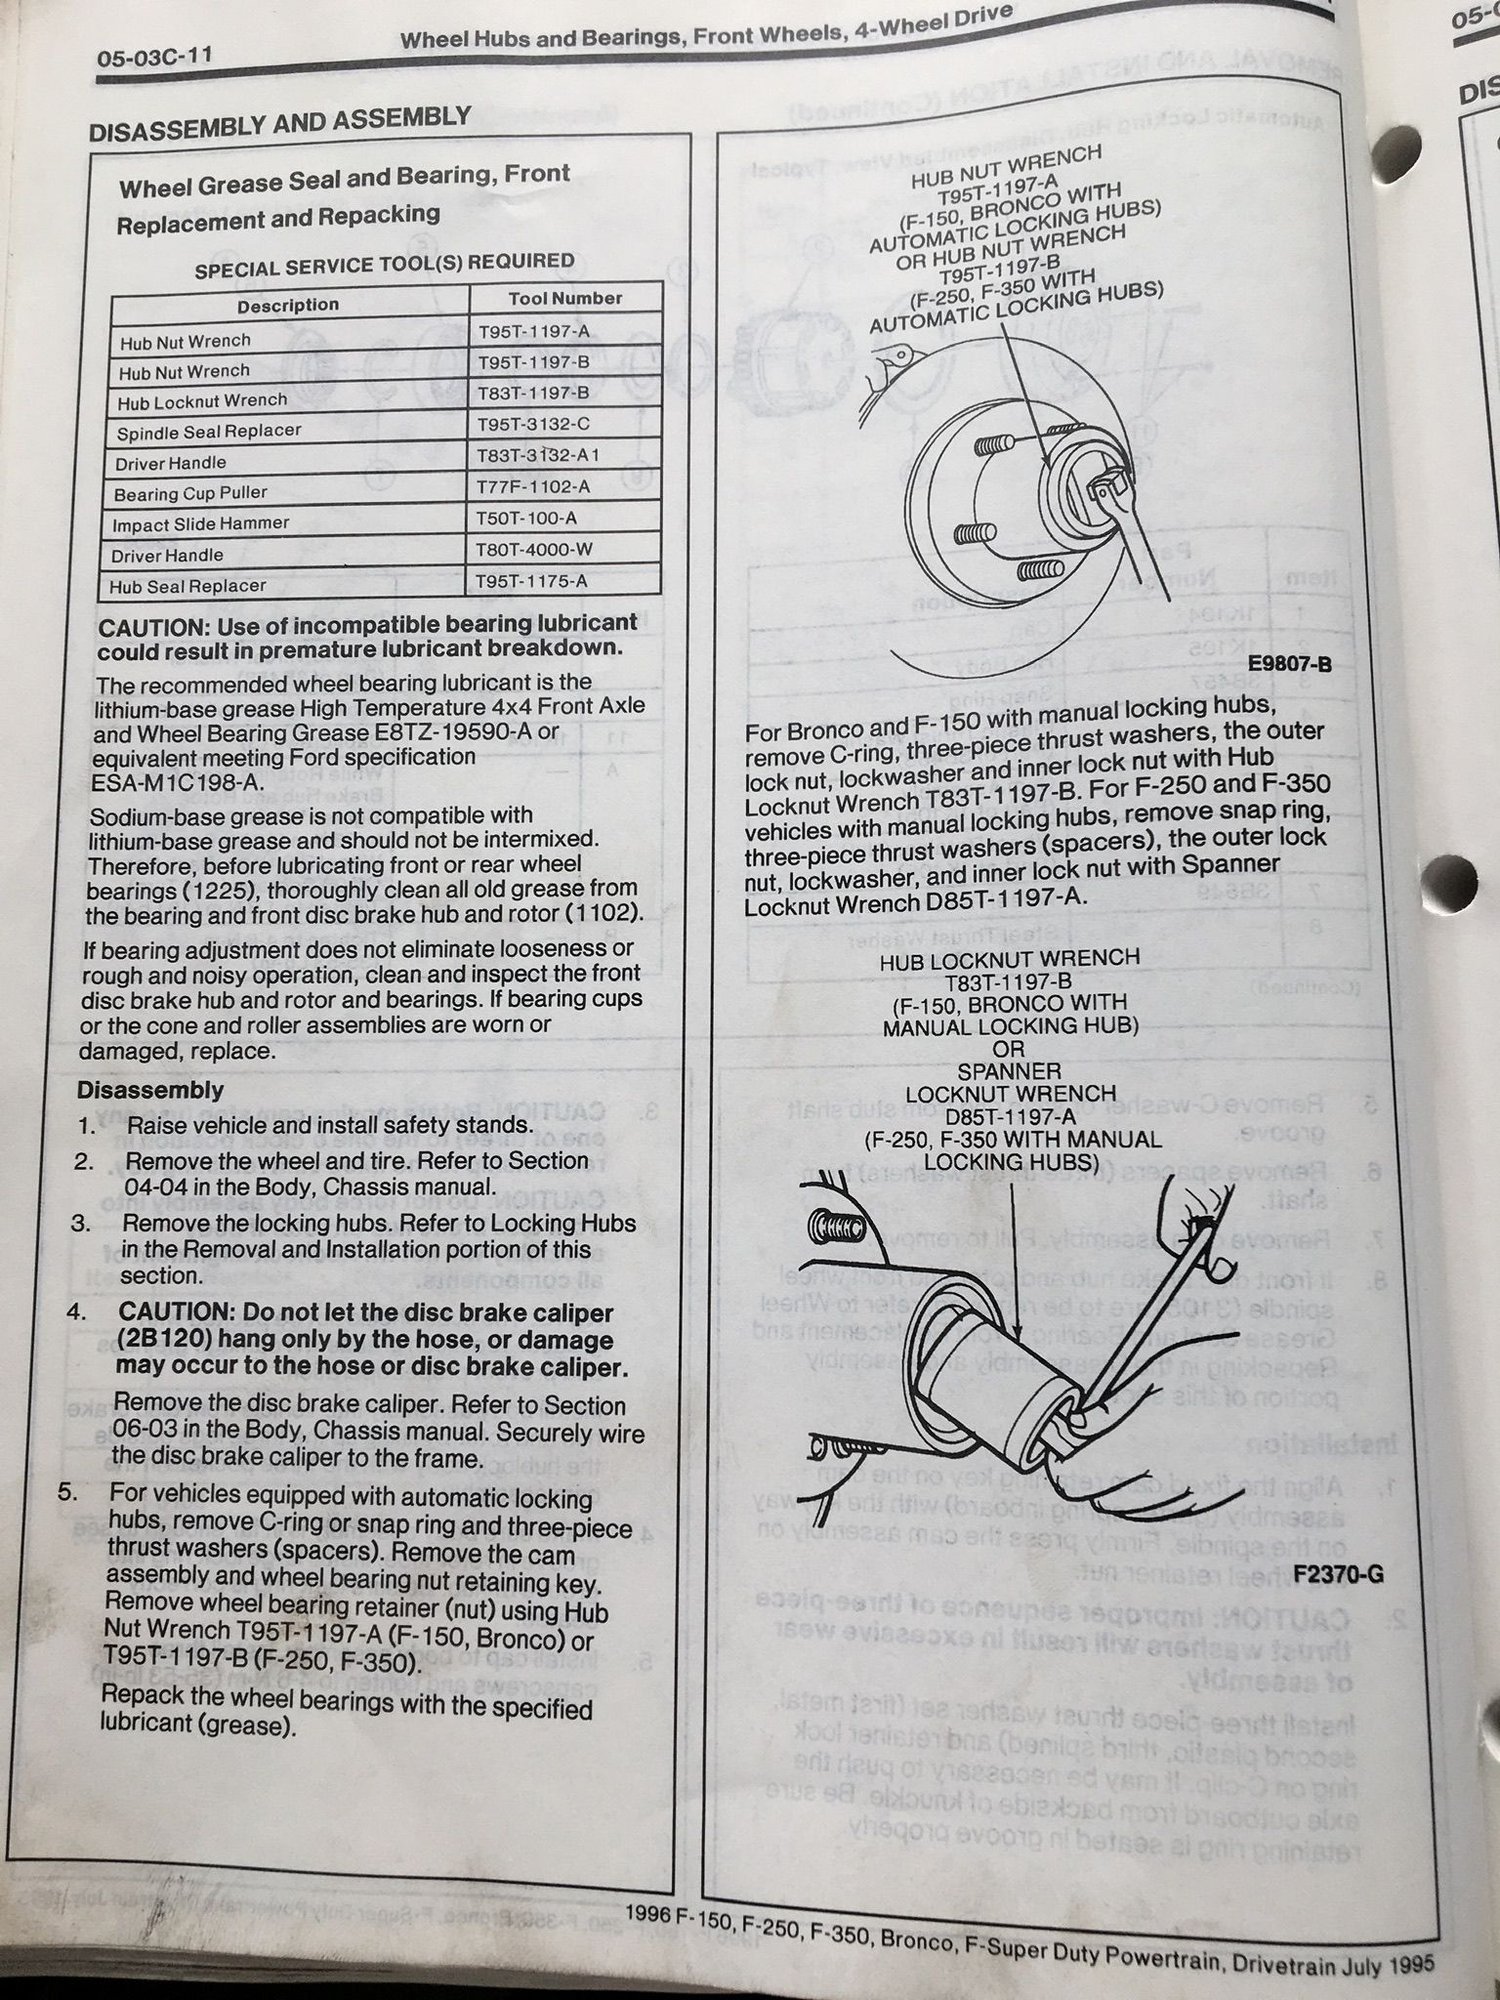 05-03C-11
Wheel Hubs and Bearings, Front Wheels, 4-Wheel Drive
DISASSEMBLY AND ASSEMBLY
Wheel Grease Seal and Bearing, Front
Replacement and Repacking
SPECIAL SERVICE TOOL(S) REQUIRED
Description Tool Number
Hub Nut Wrench T95T-1197-A
Hub Nut Wrench T95T-1197-B
Hub Locknut Wrench T83T-1197-B
Spindle Seal Replacer T95T-3132-C
Driver Handle T83T-3132-A1
Bearing Cup Puller T77F-1102-A
Impact Slide Hammer T50T-100-A
Driver Handle T80T-4000-W
Hub Seal Replacer T95T-1175-A
CAUTION: Use of incompatible bearing lubricant
could result in premature lubricant breakdown.
The recommended wheel bearing lubricant is the
lithium-base grease High Temperature 4x4 Front Axle
and Wheel Bearing Grease E8TZ-19590-A or
equivalent meeting Ford specification
ESA-M1C198-A.
Sodium-base grease is not compatible with
lithium-base grease and should not be intermixed.
Therefore, before lubricating front or rear wheel
bearings (1225), thoroughly clean all old grease from
the bearing and front disc brake hub and rotor (1102).
If bearing adjustment does not eliminate looseness or
rough and noisy operation, clean and inspect the front
disc brake hub and rotor and bearings. If bearing cups
or the cone and roller assemblies are worn or
damaged, replace.
Disassembly
1. Raise vehicle and install safety stands.
2. Remove the wheel and tire. Refer to Section
04-04 in the Body, Chassis manual.
3. Remove the locking hubs. Refer to Locking Hubs
in the Removal and Installation portion of this
section.
4. CAUTION: Do not let the disc brake caliper
(2B120) hang only by the hose, or damage
may occur to the hose or disc brake caliper.
Remove the disc brake caliper. Refer to Section
06-03 in the Body, Chassis manual. Securely wire
the disc brake caliper to the frame.
5. For vehicles equipped with automatic locking
hubs, remove C-ring or snap ring and three-piece
thrust washers (spacers). Remove the cam
assembly and wheel bearing nut retaining key.
Remove wheel bearing retainer (nut) using Hub
Nut Wrench T95T-1197-A (F-150, Bronco) or
T95T-1197-B (F-250, F-350).
Repack the wheel bearings with the specified
lubricant (grease).
HUB NUT WRENCH
T95T-1197-A
(F-150, BRONCO WITH
AUTOMATIC LOCKING HUBS)
OR HUB NUT WRENCH
T95T-1197-B
(F-250, F-350 WITH
AUTOMATIC LOCKING HUBS)
E9807-B
For Bronco and F-150 with manual locking hubs,
remove C-ring, three-piece thrust washers, the outer
lock nut, lockwasher and inner lock nut with Hub
Locknut Wrench T83T-1197-B. For F-250 and F-350
vehicles with manual locking hubs, remove snap ring,
three-piece thrust washers (spacers), the outer lock
nut, lockwasher, and inner lock nut with Spanner
Locknut Wrench D85T-1197-A.
HUB LOCKNUT WRENCH
T83T-1197-B
(F-150, BRONCO WITH
MANUAL LOCKING HUB)
OR
SPANNER
LOCKNUT WRENCH
D85T-1197-A
(F-250, F-350 WITH MANUAL
LOCKING HUBS)
F2370-G
1996 F-150, F-250, F-350, Bronco, F-Super Duty Powertrain, Drivetrain July 1995